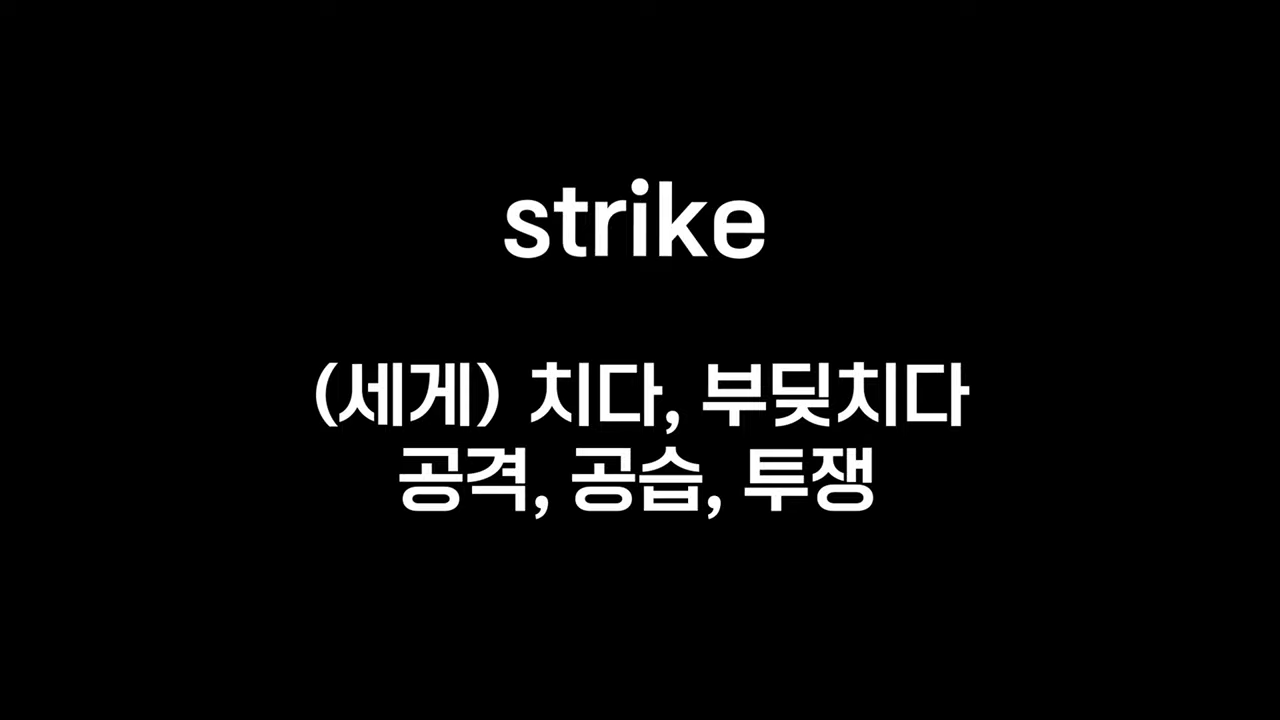 strike
(세게) 치다, 부딪치다
공격, 공습, 투쟁